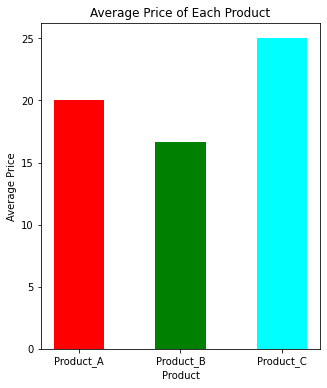 Average Price of Each Product
25
20
15
10
5
0
Average Price
Product_A Product_B Product_C
Product